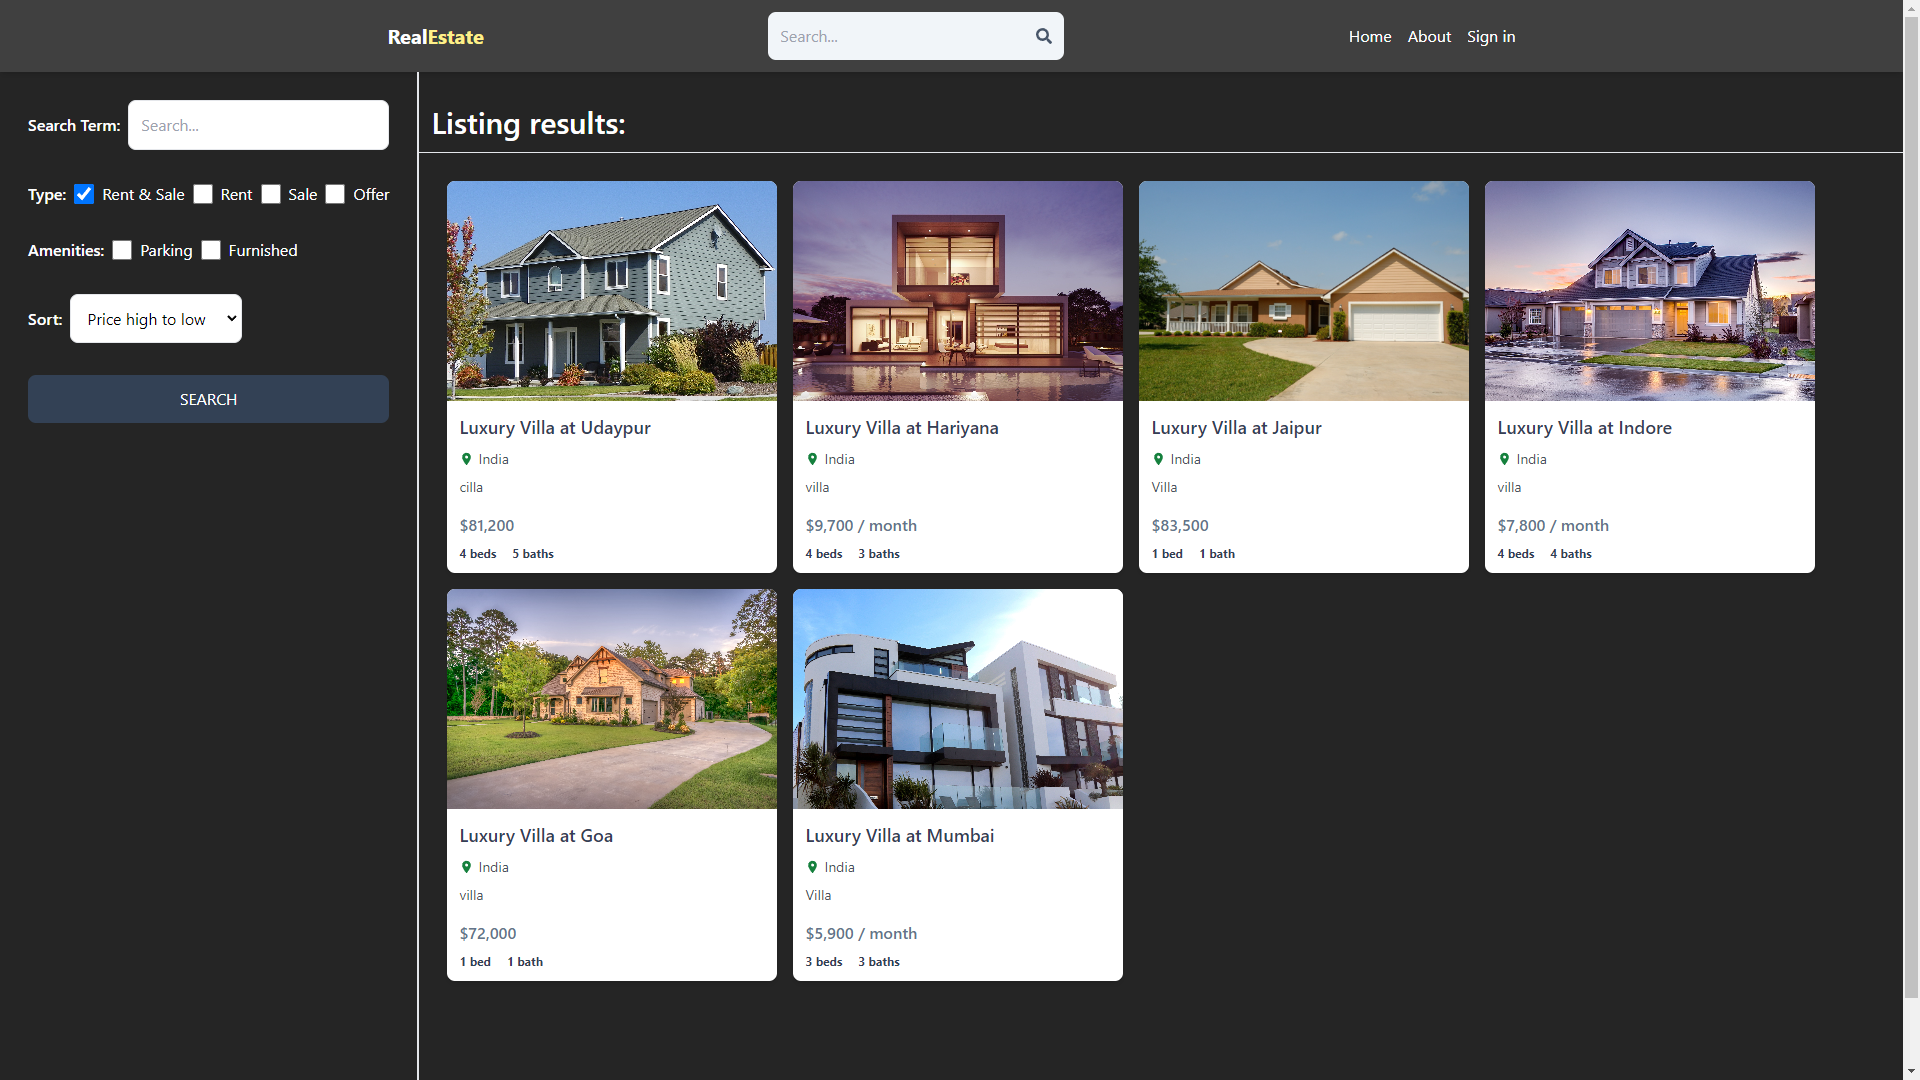 RealEstate
Search...
Home About Sign in
Search Term: Search...
Type: Rent & Sale Rent Sale Offer
Amenities: Parking Furnished
Sort: Price high to low
SEARCH
Listing results:
Luxury Villa at Udaypur
India
cilla
$81,200
4 beds 5 baths
Luxury Villa at Hariyana
India
villa
$9,700 / month
4 beds 3 baths
Luxury Villa at Jaipur
India
Villa
$83,500
1 bed 1 bath
Luxury Villa at Indore
India
villa
$7,800 / month
4 beds 4 baths
Luxury Villa at Goa
India
villa
$72,000
1 bed 1 bath
Luxury Villa at Mumbai
India
Villa
$5,900 / month
3 beds 3 baths